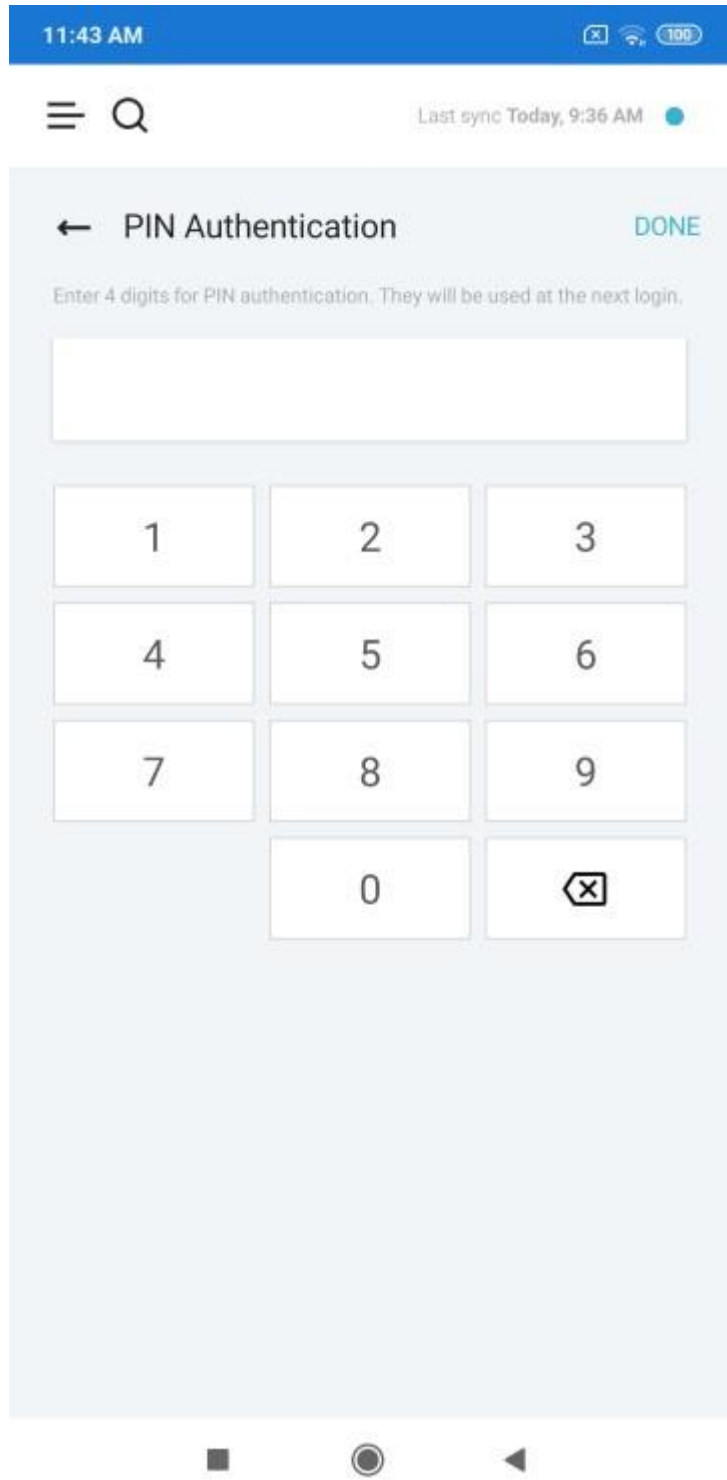 11:43 AM 100
Last sync Today, 9:36 AM
PIN Authentication DONE
Enter 4 digits for PIN authentication. They will be used at the next login.
1 2 3
4 5 6
7 8 9
0